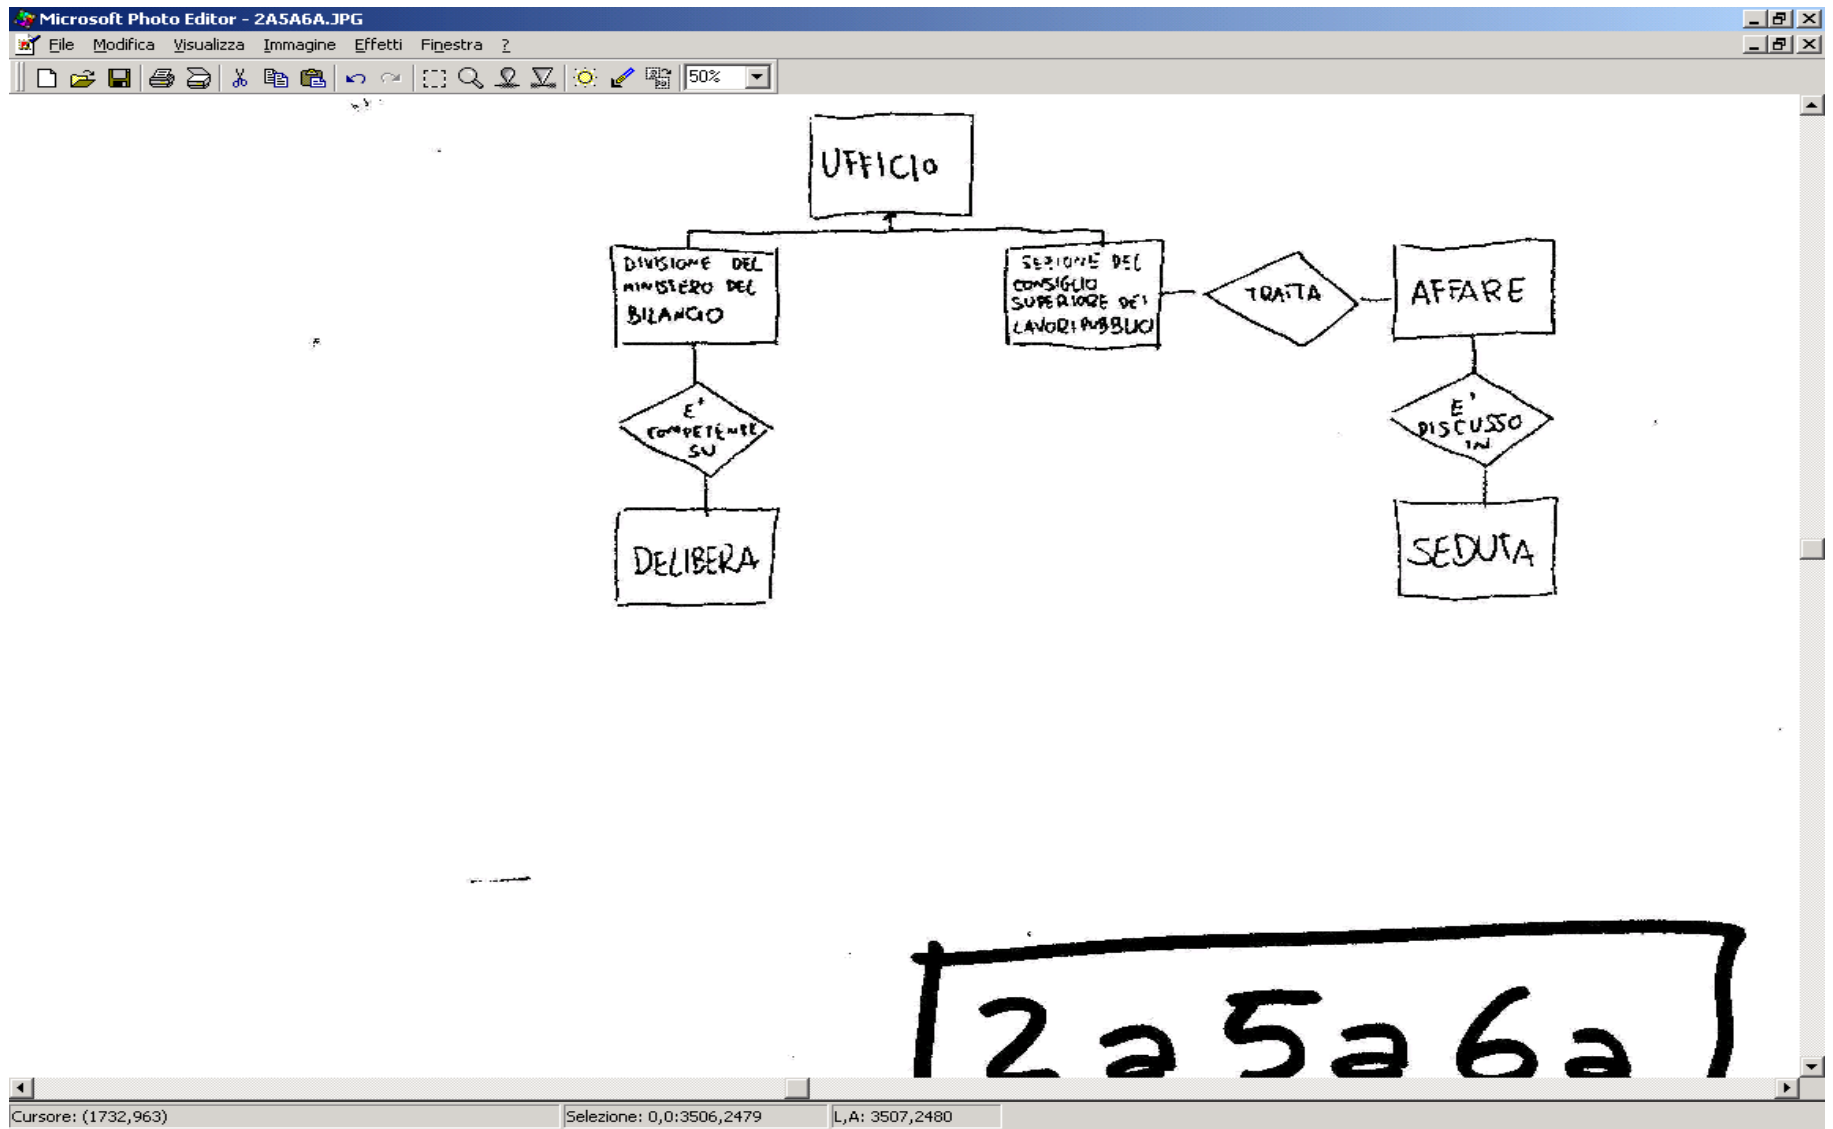 Microsoft Photo Editor - 2A5A6A.JPG
File Modifica Visualizza Immagine Effetti Finestra ?
50%
UFFICIO
DIVISIONE DEL
MINISTERO DEL
BILANCIO
SEZIONE DEL
CONSIGLIO
SUPERIORE DEI
LAVORI PUBBLICI
TRATTA
AFFARE
E'
COMPETENTE
SU
E'
DISCUSSO
IN
DELIBERA
SEDUTA
2a5a6a
Cursore: (1732,963)
Selezione: 0,0:3506,2479
L,A: 3507,2480